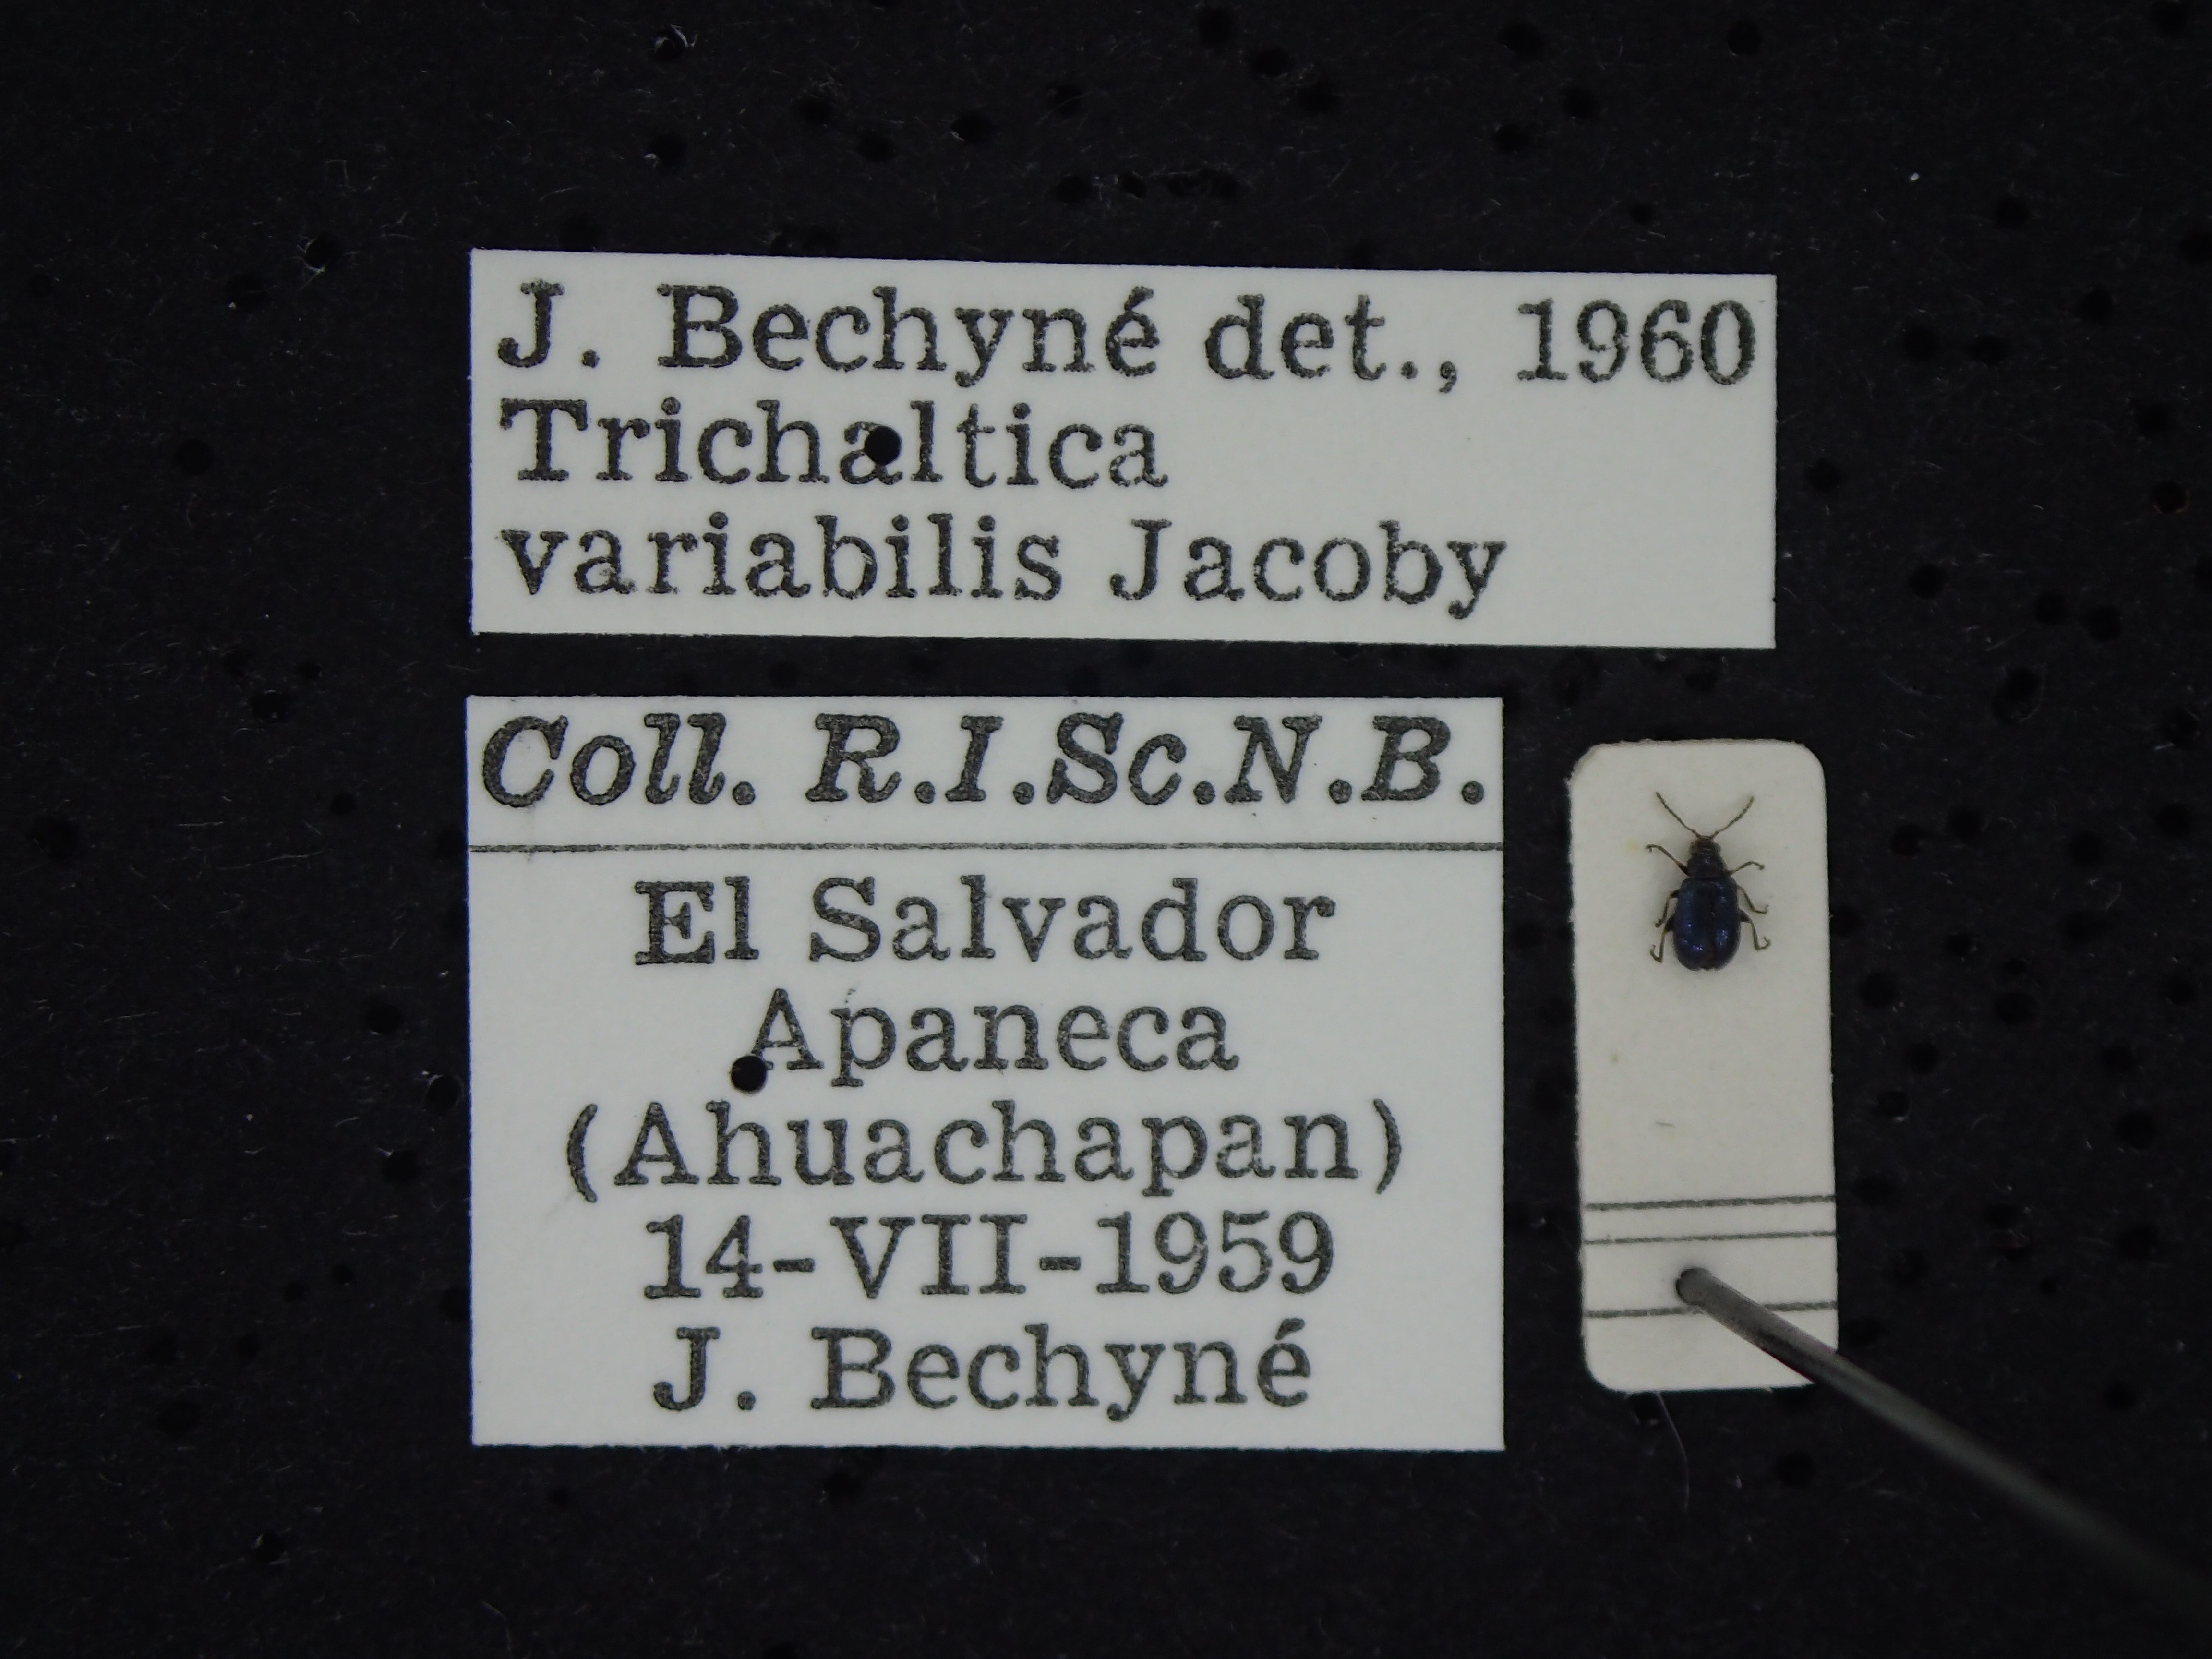 J. Bechyné det., 1960
Trichaltica
variabilis Jacoby
Coll. R.I.Sc.N.B.
El Salvador
Apaneca
(Ahuachapan)
14-VII-1959
J. Bechyné